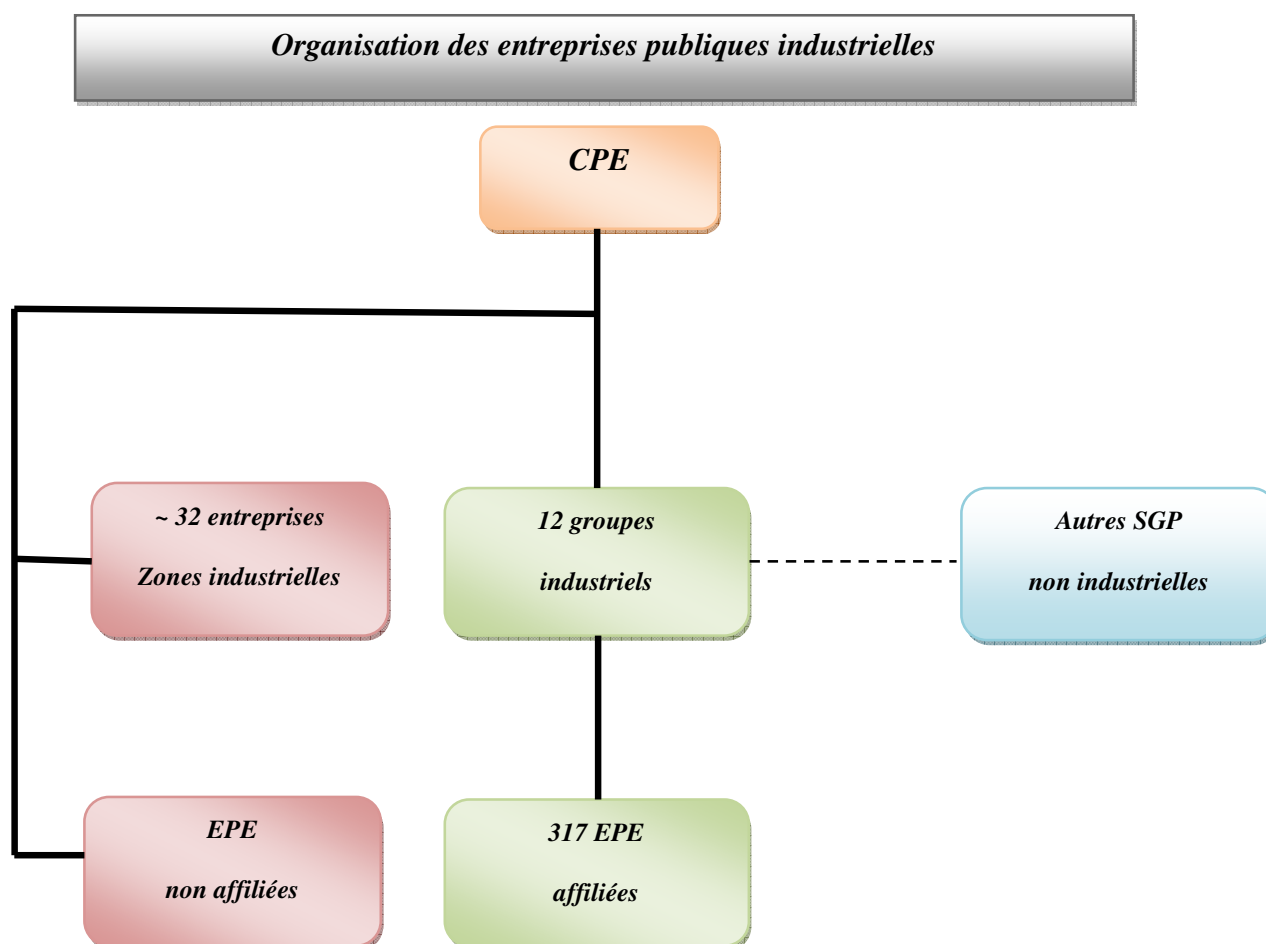 Organisation des entreprises publiques industrielles
CPE
~ 32 entreprises
Zones industrielles
12 groupes
industriels
Autres SGP
non industrielles
EPE
non affiliées
317 EPE
affiliées